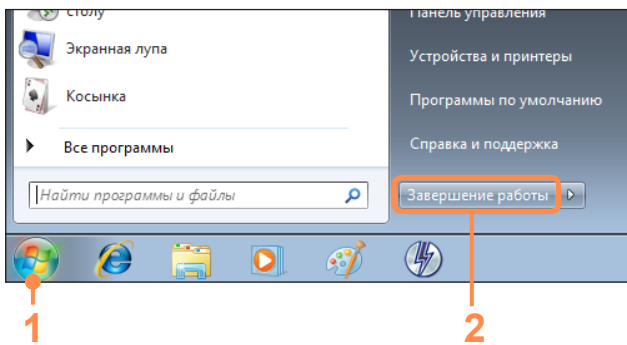 столу
Панель управления
Экранная лупа
Устройства и принтеры
Косынка
Программы по умолчанию
Все программы
Справка и поддержка
Найти программы и файлы
Завершение работы
1
2